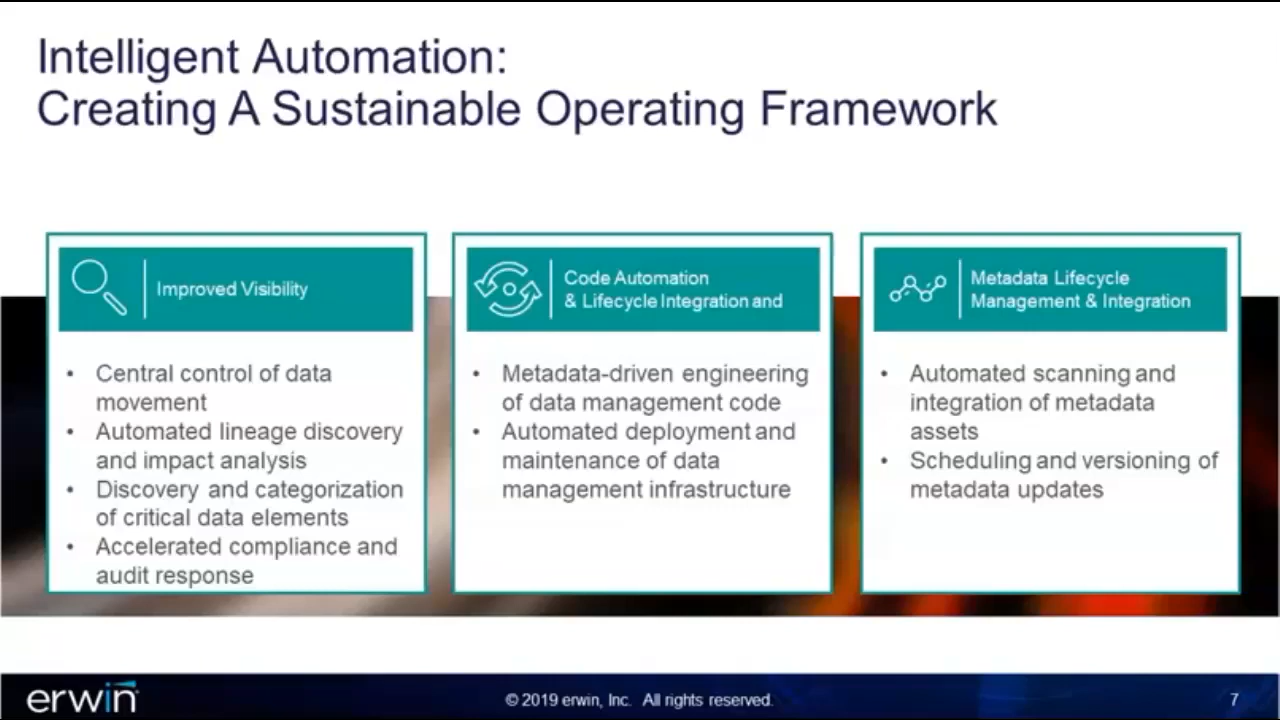 Intelligent Automation:
Creating A Sustainable Operating Framework
Improved Visibility
• Central control of data
movement
• Automated lineage discovery
and impact analysis
• Discovery and categorization
of critical data elements
• Accelerated compliance and
audit response
Code Automation
& Lifecycle Integration and
• Metadata-driven engineering
of data management code
• Automated deployment and
maintenance of data
management infrastructure
Metadata Lifecycle
Management & Integration
• Automated scanning and
integration of metadata
assets
• Scheduling and versioning of
metadata updates
erwin
© 2019 erwin, Inc. All rights reserved.
7